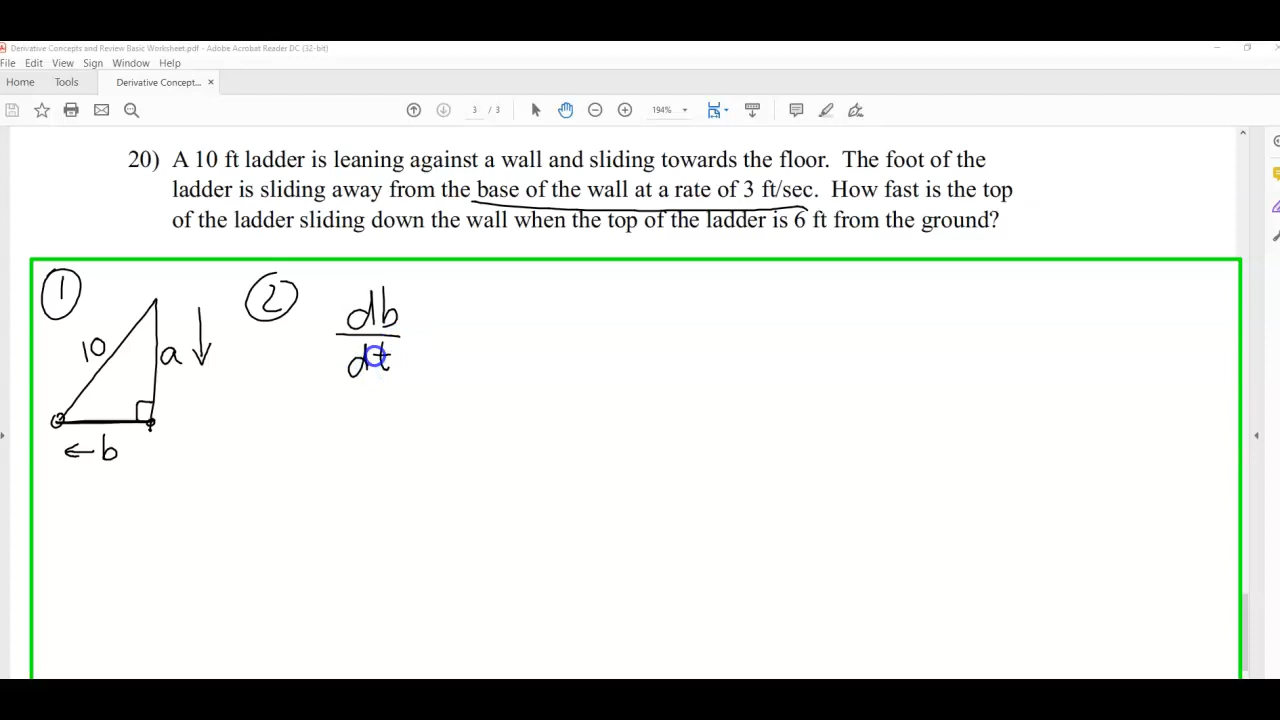 Derivative Concepts and Review Basic Worksheet.pdf - Adobe Acrobat Reader DC (32-bit)
File Edit View Sign Window Help
Home Tools Derivative Concept... ×
3 / 3 194%
20) A 10 ft ladder is leaning against a wall and sliding towards the floor. The foot of the
ladder is sliding away from the base of the wall at a rate of 3 ft/sec. How fast is the top
of the ladder sliding down the wall when the top of the ladder is 6 ft from the ground?
1 2
db
dt
10 a
b